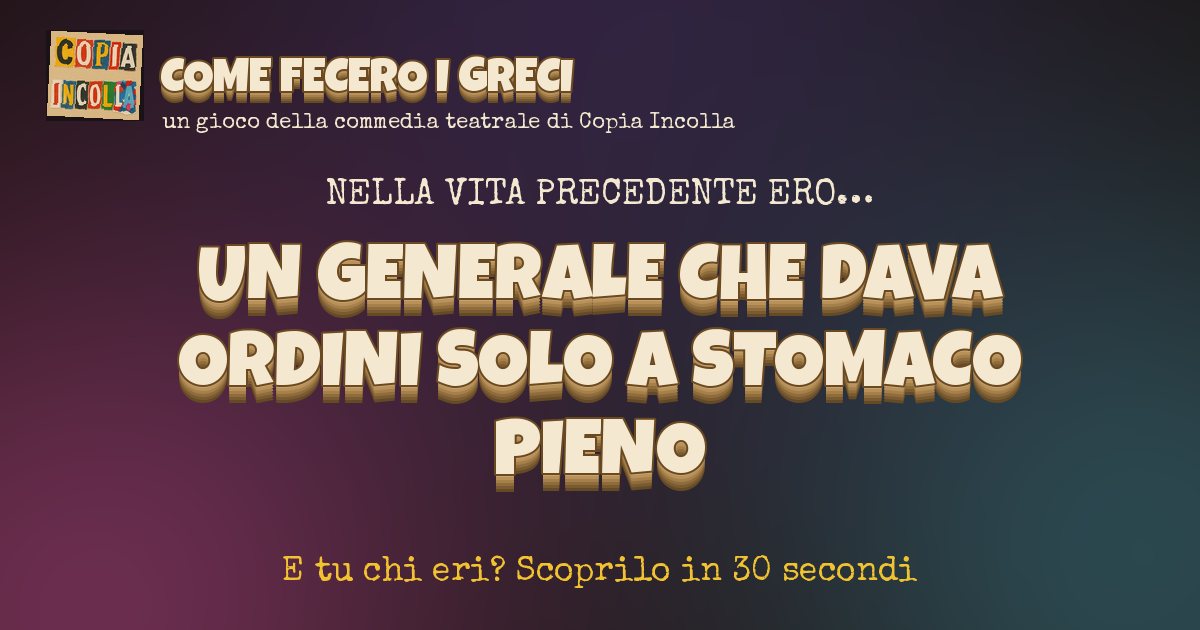 COPIA
INCOLLA
COME FECERO I GRECI
un gioco della commedia teatrale di Copia Incolla
NELLA VITA PRECEDENTE ERO...
UN GENERALE CHE DAVA
ORDINI SOLO A STOMACO
PIENO
E tu chi eri? Scoprilo in 30 secondi